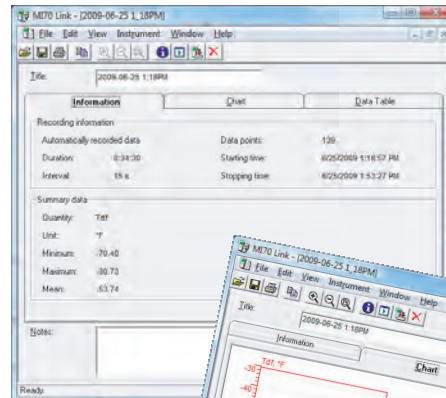 MI70 Link - [2009-06-25 1_18PM]
File Edit View Instrument Window Help
Title: 2009-06-25 1:18PM
Information Chart Data Table
Recording information
Automatically recorded data Data points: 139
Duration: 0:34:30 Starting time: 6/25/2009 1:18:57 PM
Interval: 15 s Stopping time: 6/25/2009 1:53:27 PM
Summary data
Quantity: Tdf
Unit: °F
Minimum: -70.40
Maximum: -30.73
Mean: -53.74
Notes:
Ready
MI70 Link - [2009-06-25 1_18PM]
File Edit View Instrument Window Help
Title: 2009-06-25 1:18PM
Information Chart
Tdf, °F
-30
-40